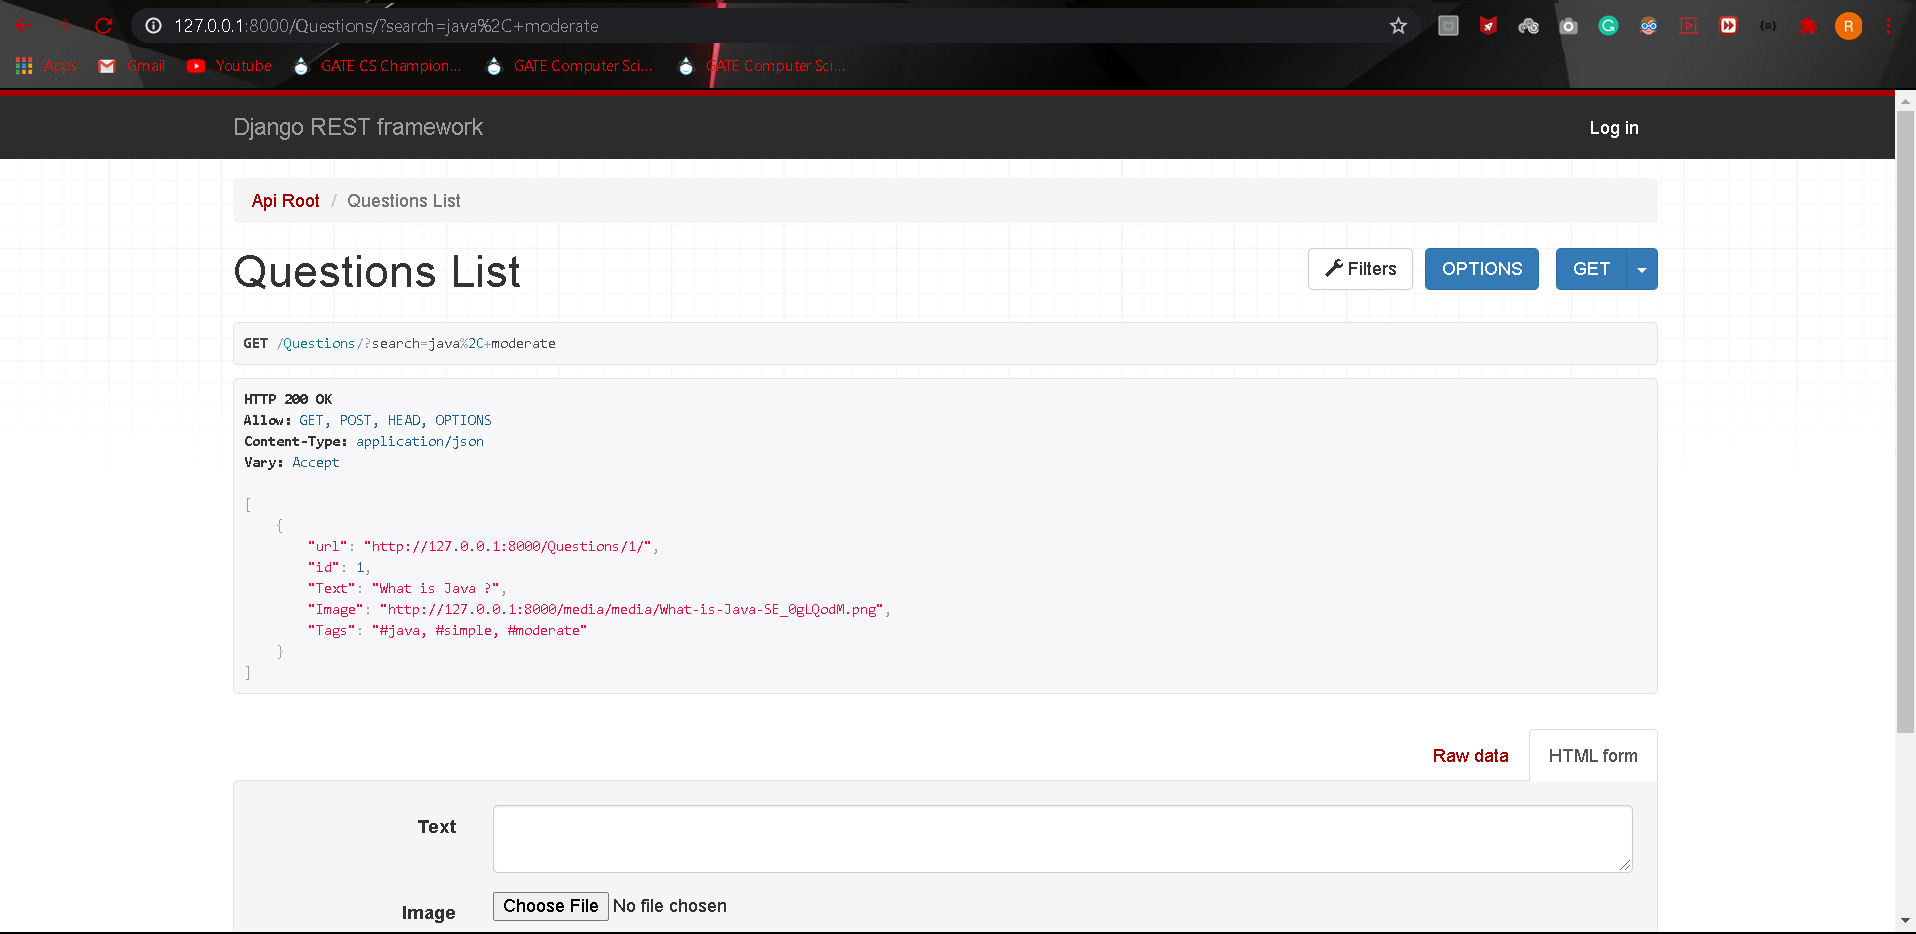 127.0.0.1:8000/Questions/?search=java%2C+moderate
R
Apps Gmail Youtube GATE CS Champion... GATE Computer Sci... GATE Computer Sci...
Django REST framework Log in
Api Root / Questions List
Questions List Filters OPTIONS GET
GET /Questions/?search=java%2C+moderate
HTTP 200 OK
Allow: GET, POST, HEAD, OPTIONS
Content-Type: application/json
Vary: Accept
[
{
"url": "http://127.0.0.1:8000/Questions/1/",
"id": 1,
"Text": "What is Java ?",
"Image": "http://127.0.0.1:8000/media/media/What-is-Java-SE_0gLQodM.png",
"Tags": "#java, #simple, #moderate"
}
]
Raw data HTML form
Text
Image Choose File No file chosen